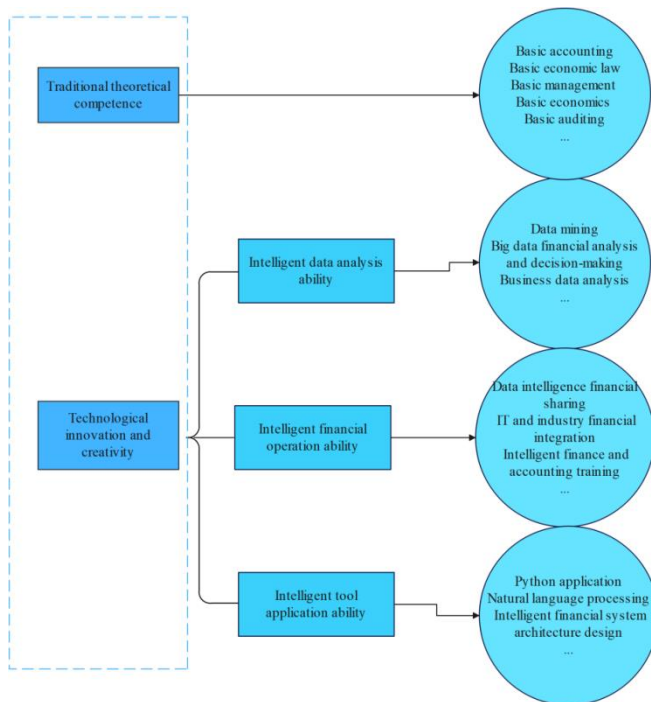 Basic accounting
Basic economic law
Basic management
Basic economics
Basic auditing
...
Traditional theoretical
competence
Data mining
Big data financial analysis
and decision-making
Business data analysis
...
Intelligent data analysis
ability
Technological
innovation and
creativity
Intelligent financial
operation ability
Data intelligence financial
sharing
IT and industry financial
integration
Intelligent finance and
accounting training
...
Intelligent tool
application ability
Python application
Natural language processing
Intelligent financial system
architecture design
...